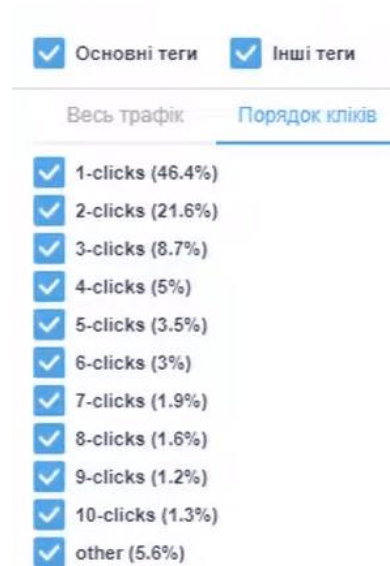 Основні теги Інші теги
Весь трафік Порядок кліків
1-clicks (46.4%)
2-clicks (21.6%)
3-clicks (8.7%)
4-clicks (5%)
5-clicks (3.5%)
6-clicks (3%)
7-clicks (1.9%)
8-clicks (1.6%)
9-clicks (1.2%)
10-clicks (1.3%)
other (5.6%)